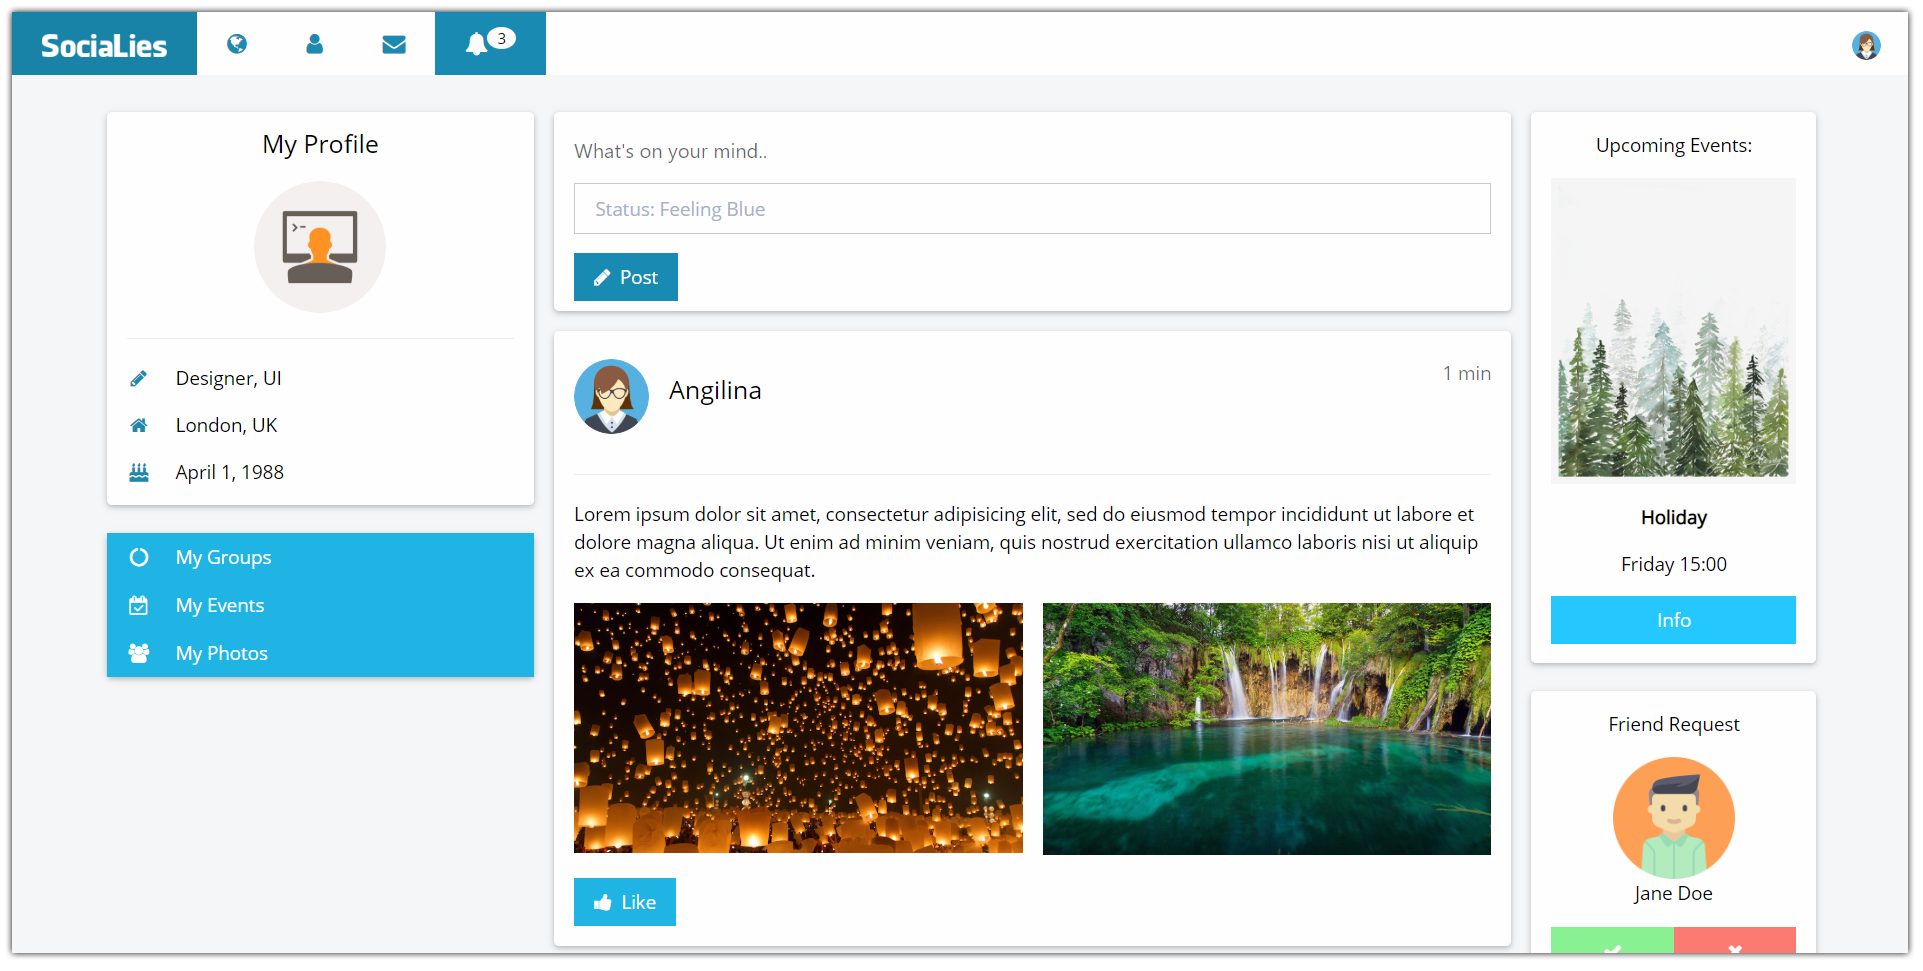 SociaLies
3
My Profile
Designer, UI
London, UK
April 1, 1988
My Groups
My Events
My Photos
What's on your mind..
Status: Feeling Blue
Post
Angilina
1 min
Lorem ipsum dolor sit amet, consectetur adipisicing elit, sed do eiusmod tempor incididunt ut labore et
dolore magna aliqua. Ut enim ad minim veniam, quis nostrud exercitation ullamco laboris nisi ut aliquip
ex ea commodo consequat.
Like
Upcoming Events:
Holiday
Friday 15:00
Info
Friend Request
Jane Doe